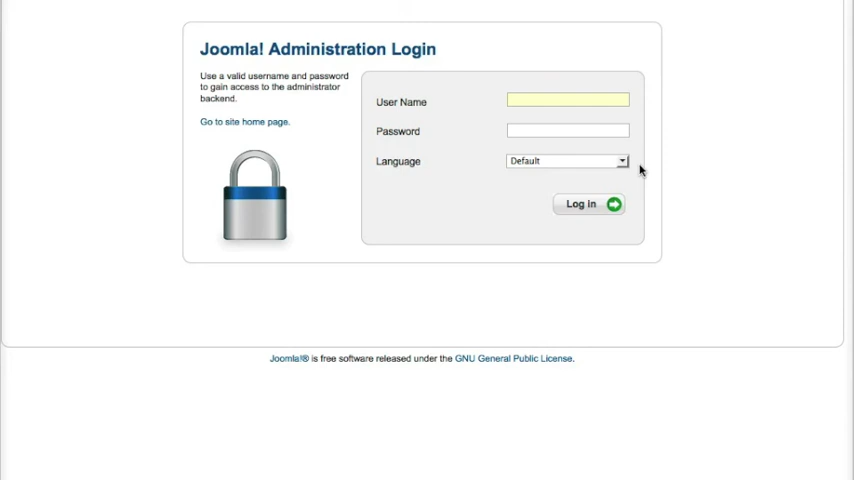 Joomla! Administration Login
Use a valid username and password
to gain access to the administrator
backend.
Go to site home page.
User Name
Password
Language
Default
Log in
Joomla!® is free software released under the GNU General Public License.